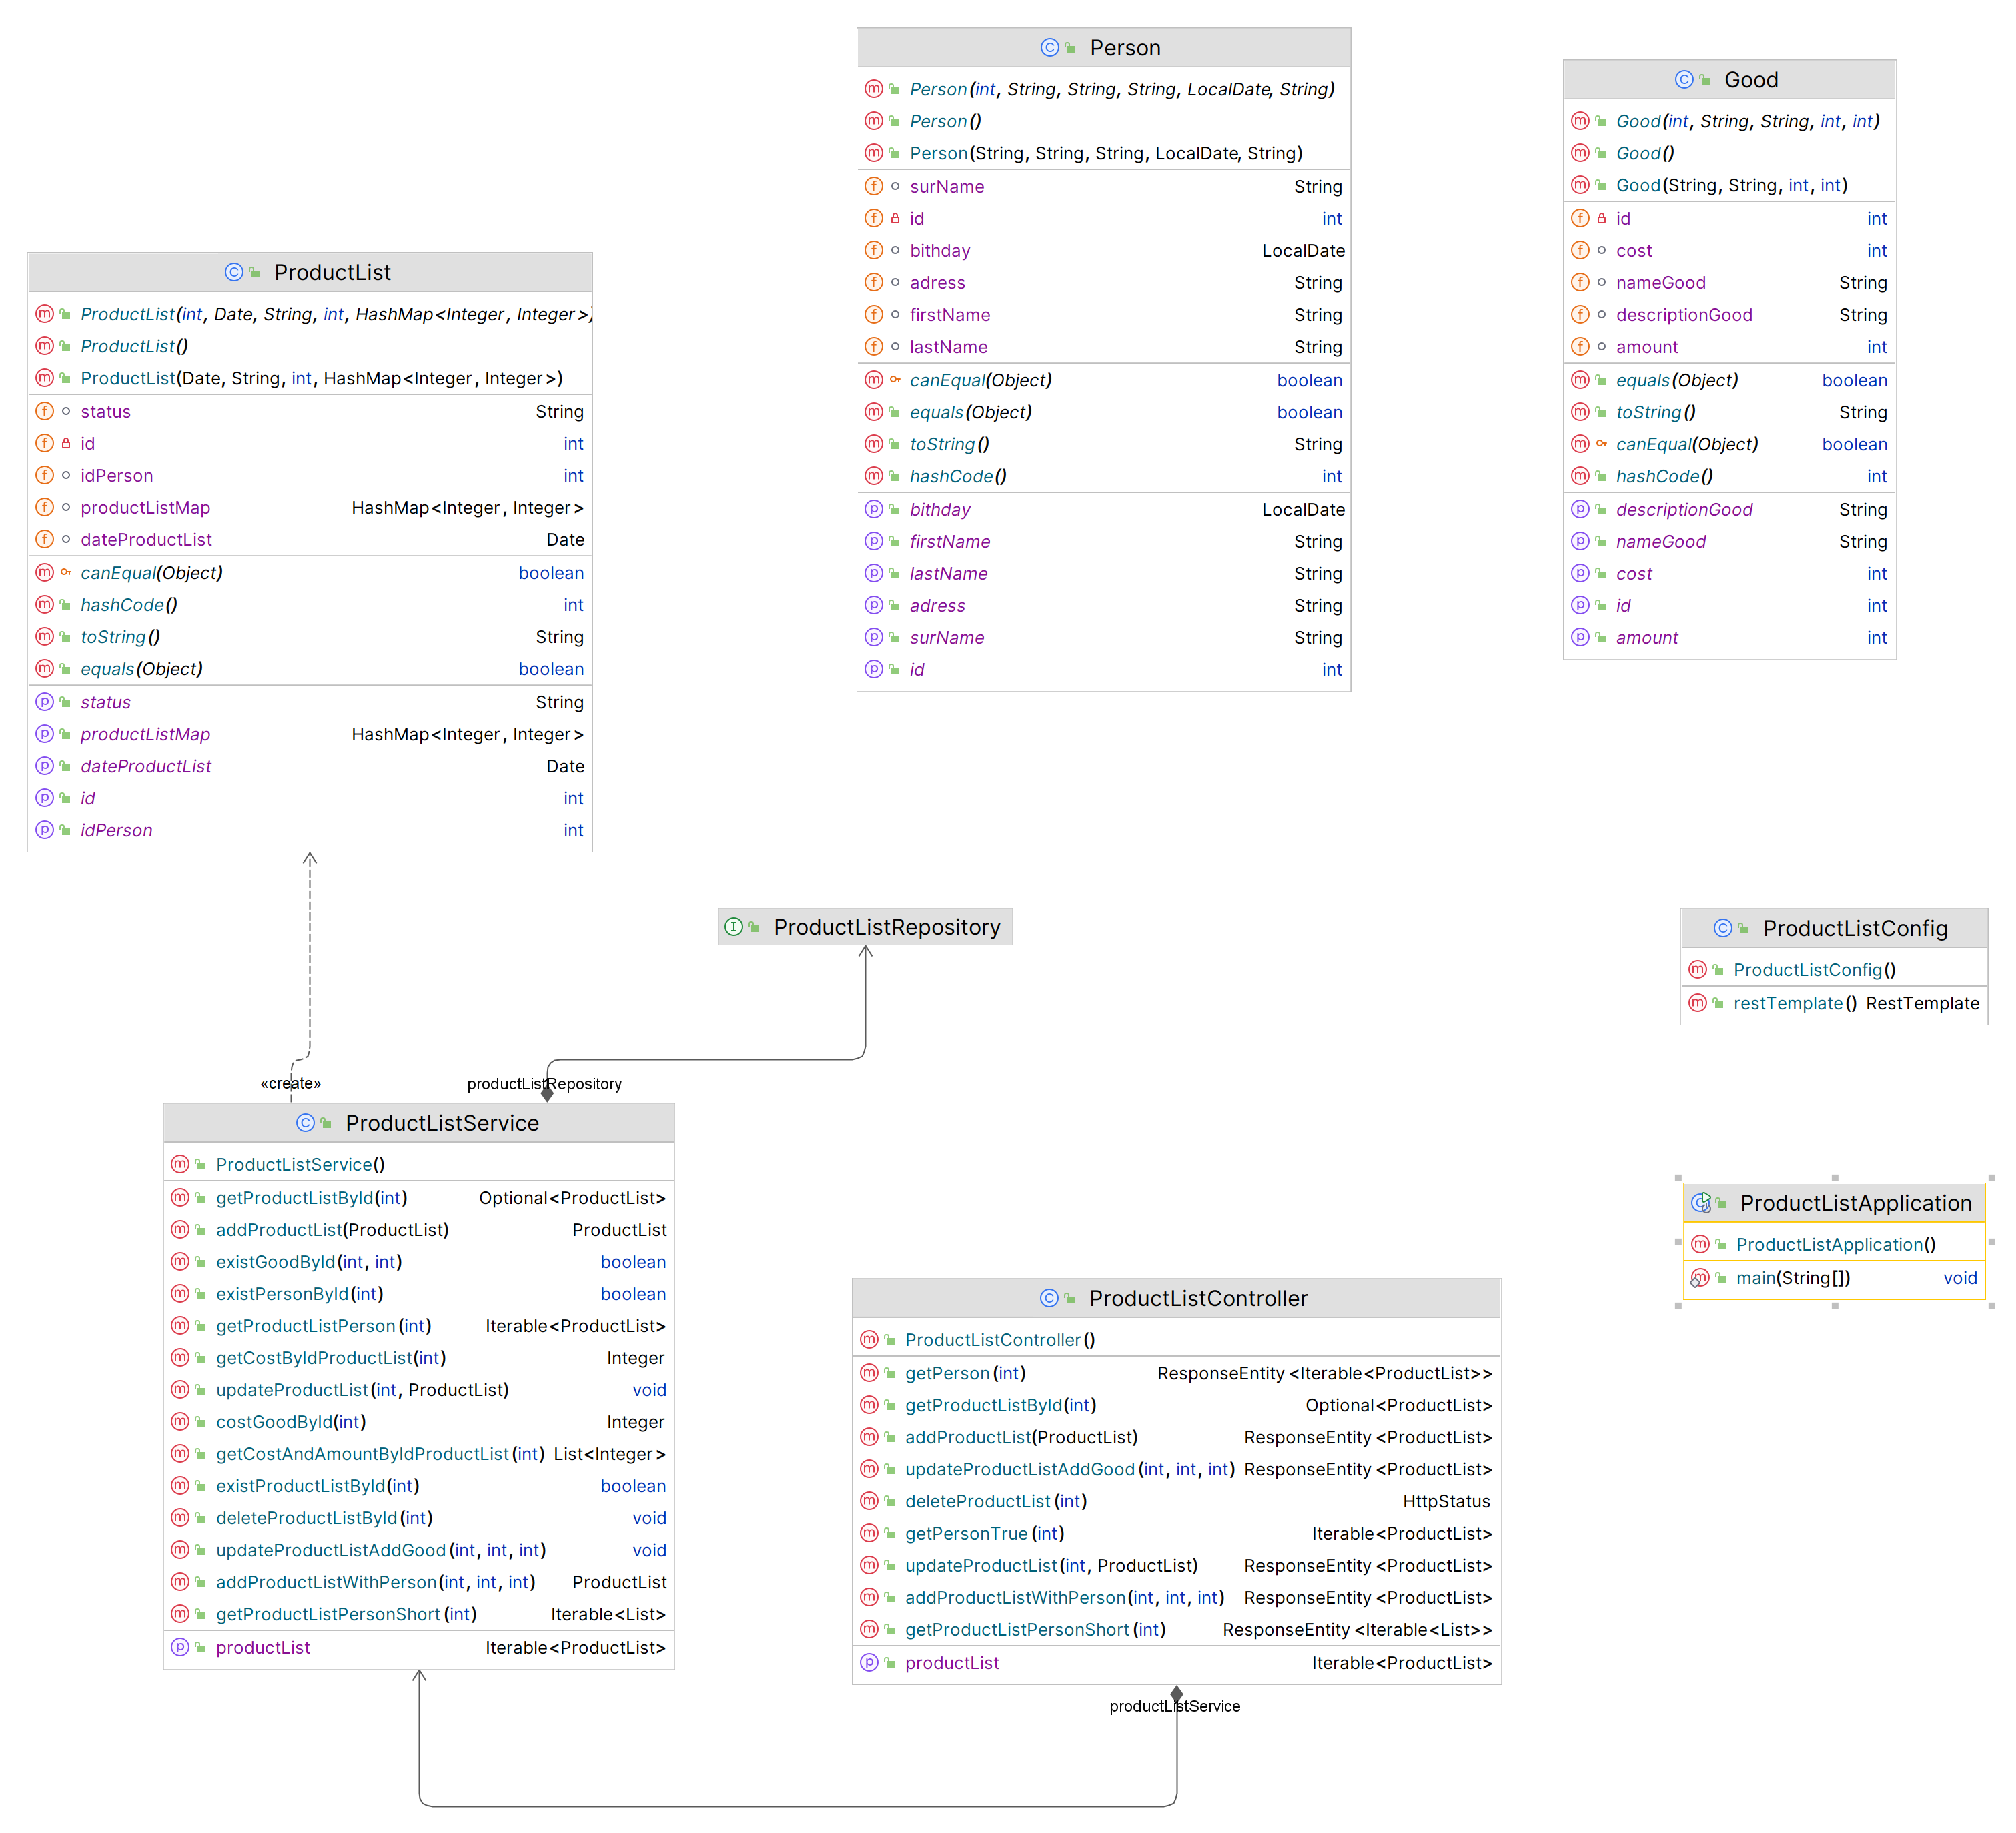 Person
Person(int, String, String, String, LocalDate, String)
Person()
Person(String, String, String, LocalDate, String)
surName String
id int
bithday LocalDate
adress String
firstName String
lastName String
canEqual(Object) boolean
equals(Object) boolean
toString() String
hashCode() int
bithday LocalDate
firstName String
lastName String
adress String
surName String
id int
Good
Good(int, String, String, int, int)
Good()
Good(String, String, int, int)
id int
cost int
nameGood String
descriptionGood String
amount int
equals(Object) boolean
toString() String
canEqual(Object) boolean
hashCode() int
descriptionGood String
nameGood String
cost int
id int
amount int
ProductList
ProductList(int, Date, String, int, HashMap<Integer, Integer>)
ProductList()
ProductList(Date, String, int, HashMap<Integer, Integer>)
status String
id int
idPerson int
productListMap HashMap<Integer, Integer>
dateProductList Date
canEqual(Object) boolean
hashCode() int
toString() String
equals(Object) boolean
status String
productListMap HashMap<Integer, Integer>
dateProductList Date
id int
idPerson int
ProductListRepository
ProductListConfig
ProductListConfig()
restTemplate() RestTemplate
«create»
productListRepository
ProductListService
ProductListService()
getProductListById(int) Optional<ProductList>
addProductList(ProductList) ProductList
existGoodById(int, int) boolean
existPersonById(int) boolean
getProductListPerson(int) Iterable<ProductList>
getCostByIdProductList(int) Integer
updateProductList(int, ProductList) void
costGoodById(int) Integer
getCostAndAmountByIdProductList(int) List<Integer>
existProductListById(int) boolean
deleteProductListById(int) void
updateProductListAddGood(int, int, int) void
addProductListWithPerson(int, int, int) ProductList
getProductListPersonShort(int) Iterable<List>
productList Iterable<ProductList>
ProductListApplication
ProductListApplication()
main(String[]) void
ProductListController
ProductListController()
getPerson(int) ResponseEntity<Iterable<ProductList>>
getProductListById(int) Optional<ProductList>
addProductList(ProductList) ResponseEntity<ProductList>
updateProductListAddGood(int, int, int) ResponseEntity<ProductList>
deleteProductList(int) HttpStatus
getPersonTrue(int) Iterable<ProductList>
updateProductList(int, ProductList) ResponseEntity<ProductList>
addProductListWithPerson(int, int, int) ResponseEntity<ProductList>
getProductListPersonShort(int) ResponseEntity<Iterable<List>>
productList Iterable<ProductList>
productListService